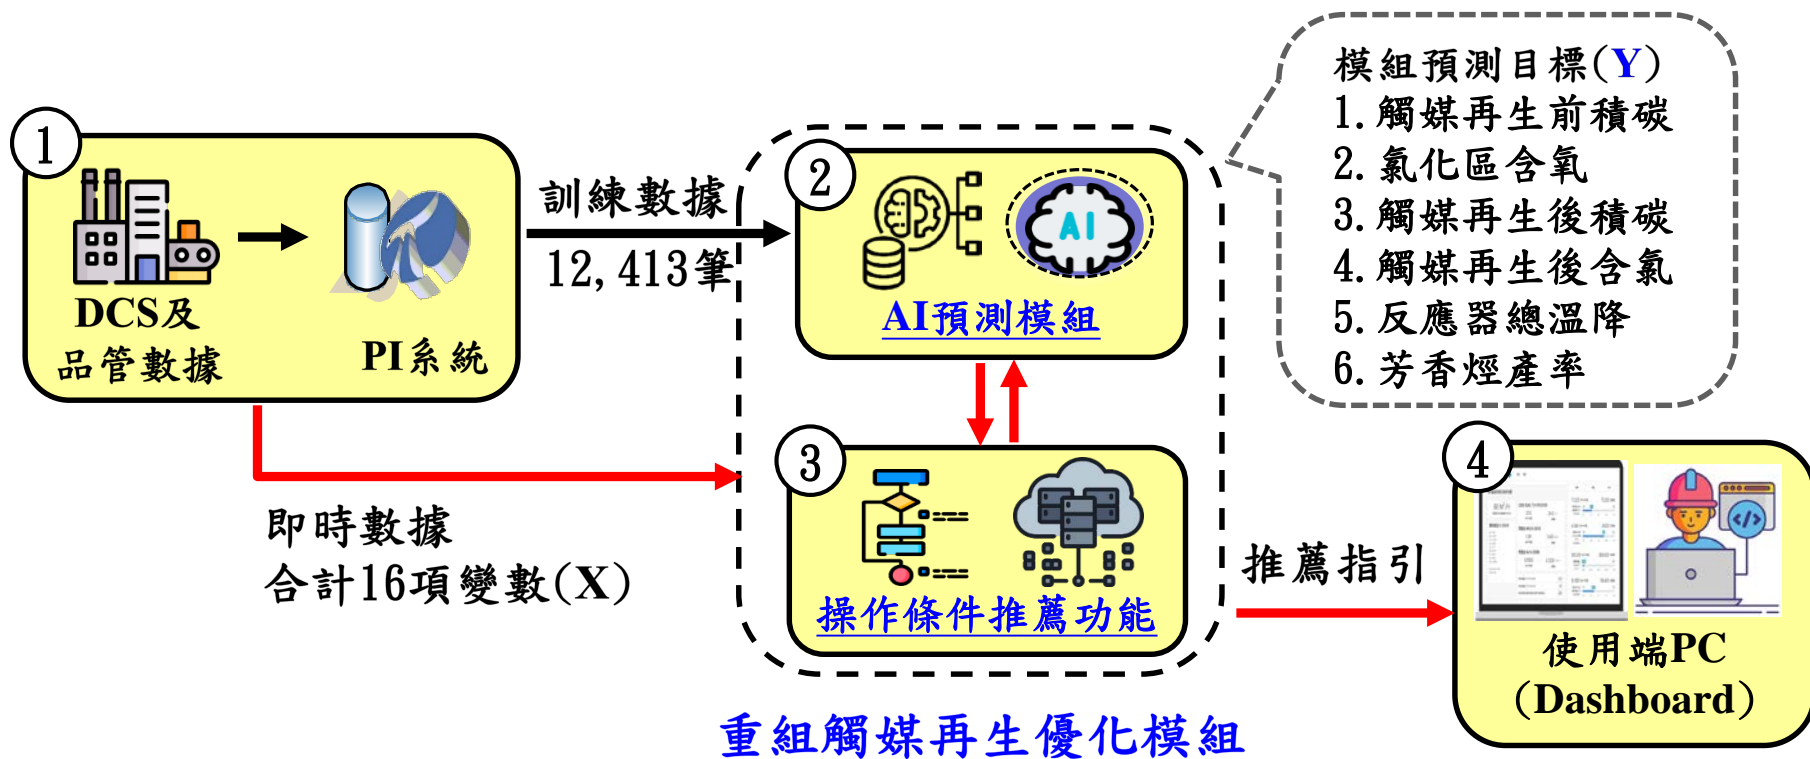 ①
DCS及
品管數據
PI系統
訓練數據
12,413筆
②
AI
AI預測模組
模組預測目標(Y)
1.觸媒再生前積碳
2.氯化區含氧
3.觸媒再生後積碳
4.觸媒再生後含氯
5.反應器總溫降
6.芳香烴產率
即時數據
合計16項變數(X)
③
操作條件推薦功能
推薦指引
④
</>
使用端PC
(Dashboard)
重組觸媒再生優化模組